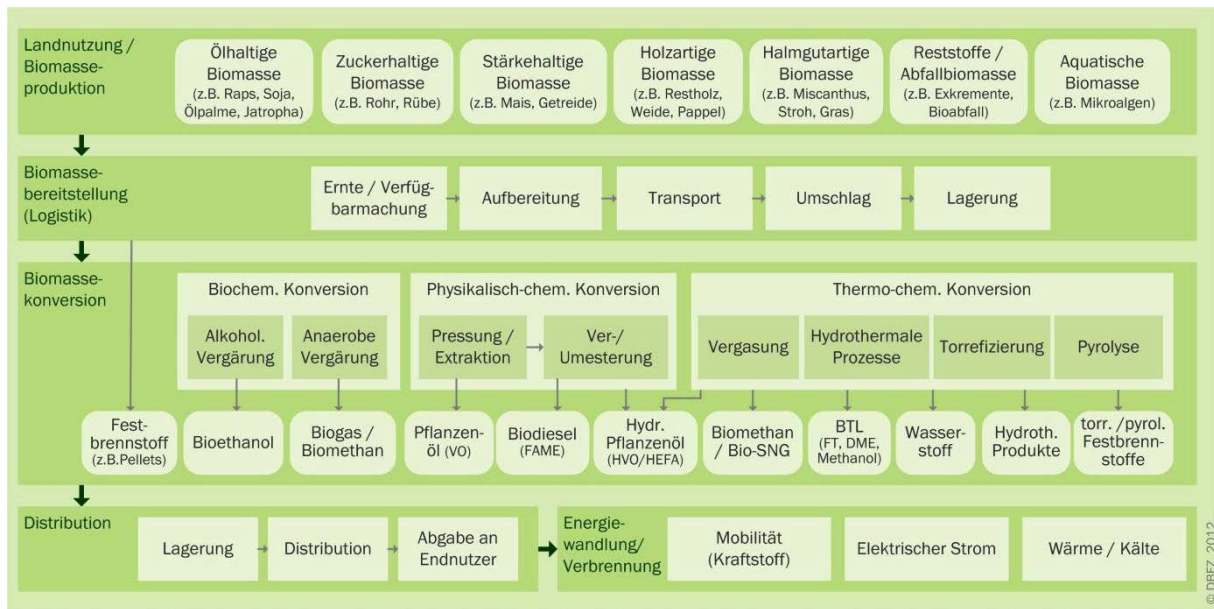 Landnutzung /
Biomasse-
produktion
Ölhaltige
Biomasse
(z.B. Raps, Soja,
Ölpalme, Jatropha)
Zuckerhaltige
Biomasse
(z.B. Rohr, Rübe)
Stärkehaltige
Biomasse
(z.B. Mais, Getreide)
Holzartige
Biomasse
(z.B. Restholz,
Weide, Pappel)
Halmgutartige
Biomasse
(z.B. Miscanthus,
Stroh, Gras)
Reststoffe /
Abfallbiomasse
(z.B. Exkremente,
Bioabfall)
Aquatische
Biomasse
(z.B. Mikroalgen)
Biomasse-
bereitstellung
(Logistik)
Ernte / Verfüg-
barmachung
Aufbereitung
Transport
Umschlag
Lagerung
Biomasse-
konversion
Biochem. Konversion
Alkohol.
Vergärung
Anaerobe
Vergärung
Physikalisch-chem. Konversion
Pressung /
Extraktion
Ver-/
Umesterung
Thermo-chem. Konversion
Vergasung
Hydrothermale
Prozesse
Torrefizierung
Pyrolyse
Fest-
brennstoff
(z.B.Pellets)
Bioethanol
Biogas /
Biomethan
Pflanzen-
öl (VO)
Biodiesel
(FAME)
Hydr.
Pflanzenöl
(HVO/HEFA)
Biomethan
/ Bio-SNG
BTL
(FT, DME,
Methanol)
Wasser-
stoff
Hydroth.
Produkte
torr. /pyrol.
Festbrenn-
stoffe
Distribution
Lagerung
Distribution
Abgabe an
Endnutzer
Energie-
wandlung/
Verbrennung
Mobilität
(Kraftstoff)
Elektrischer Strom
Wärme / Kälte
© DBFZ, 2012